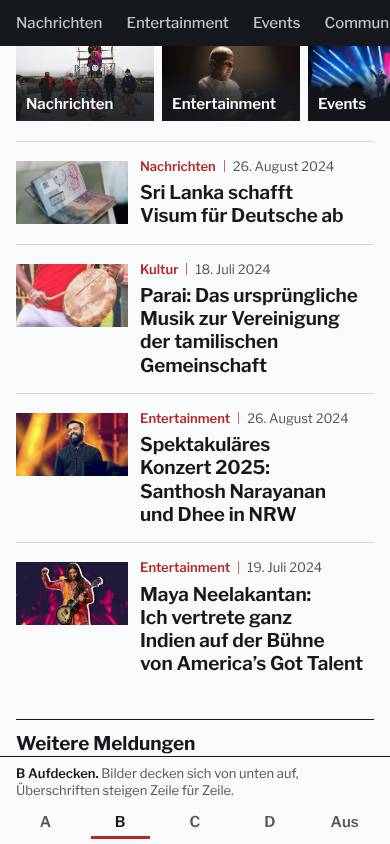 Nachrichten Entertainment Events Commun
Nachrichten Entertainment Events
Nachrichten | 26. August 2024
Sri Lanka schafft
Visum für Deutsche ab
Kultur | 18. Juli 2024
Parai: Das ursprüngliche
Musik zur Vereinigung
der tamilischen
Gemeinschaft
Entertainment | 26. August 2024
Spektakuläres
Konzert 2025:
Santhosh Narayanan
und Dhee in NRW
Entertainment | 19. Juli 2024
Maya Neelakantan:
Ich vertrete ganz
Indien auf der Bühne
von America’s Got Talent
Weitere Meldungen
B Aufdecken. Bilder decken sich von unten auf,
Überschriften steigen Zeile für Zeile.
A B C D Aus